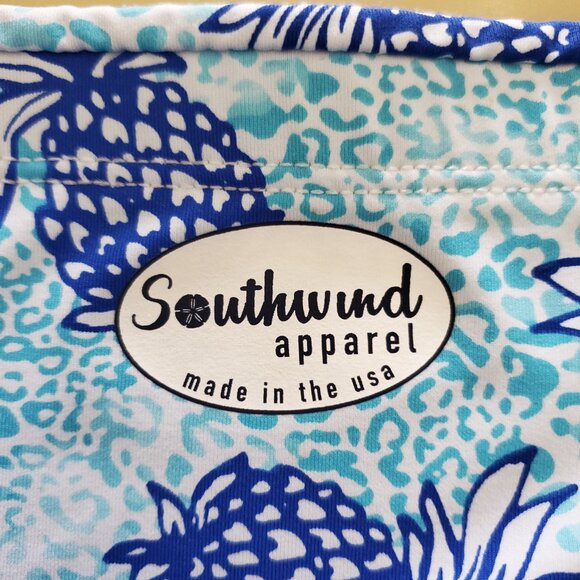 Southwind
apparel
made in the usa